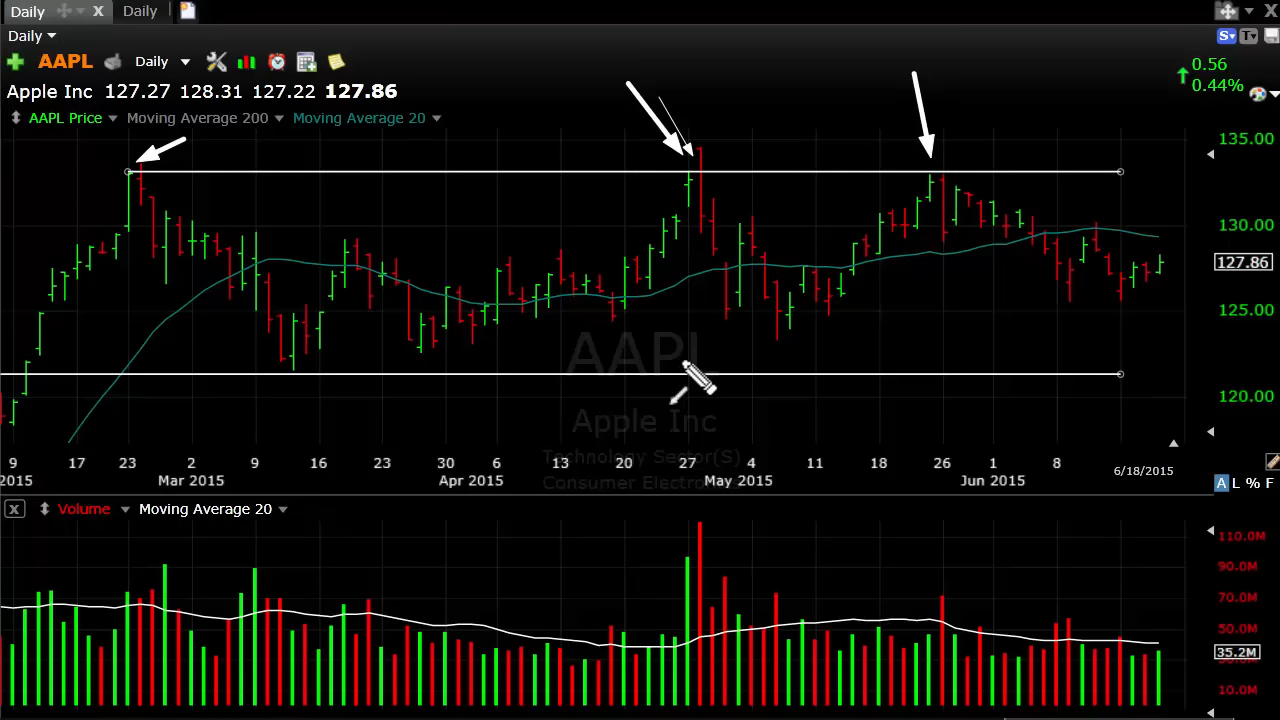 Daily X Daily X
Daily S T
AAPL Daily
0.56
0.44%
Apple Inc 127.27 128.31 127.22 127.86
AAPL Price Moving Average 200 Moving Average 20
135.00
130.00
127.86
125.00
120.00
AAPL
Apple Inc
Technology Sector(S)
9 17 23 2 9 16 23 30 6 13 20 27 4 11 18 26 1 8
6/18/2015
2015 Mar 2015 Apr 2015 May 2015 Jun 2015
A L % F
X Volume Moving Average 20
110.0M
90.0M
70.0M
50.0M
35.2M
10.0M